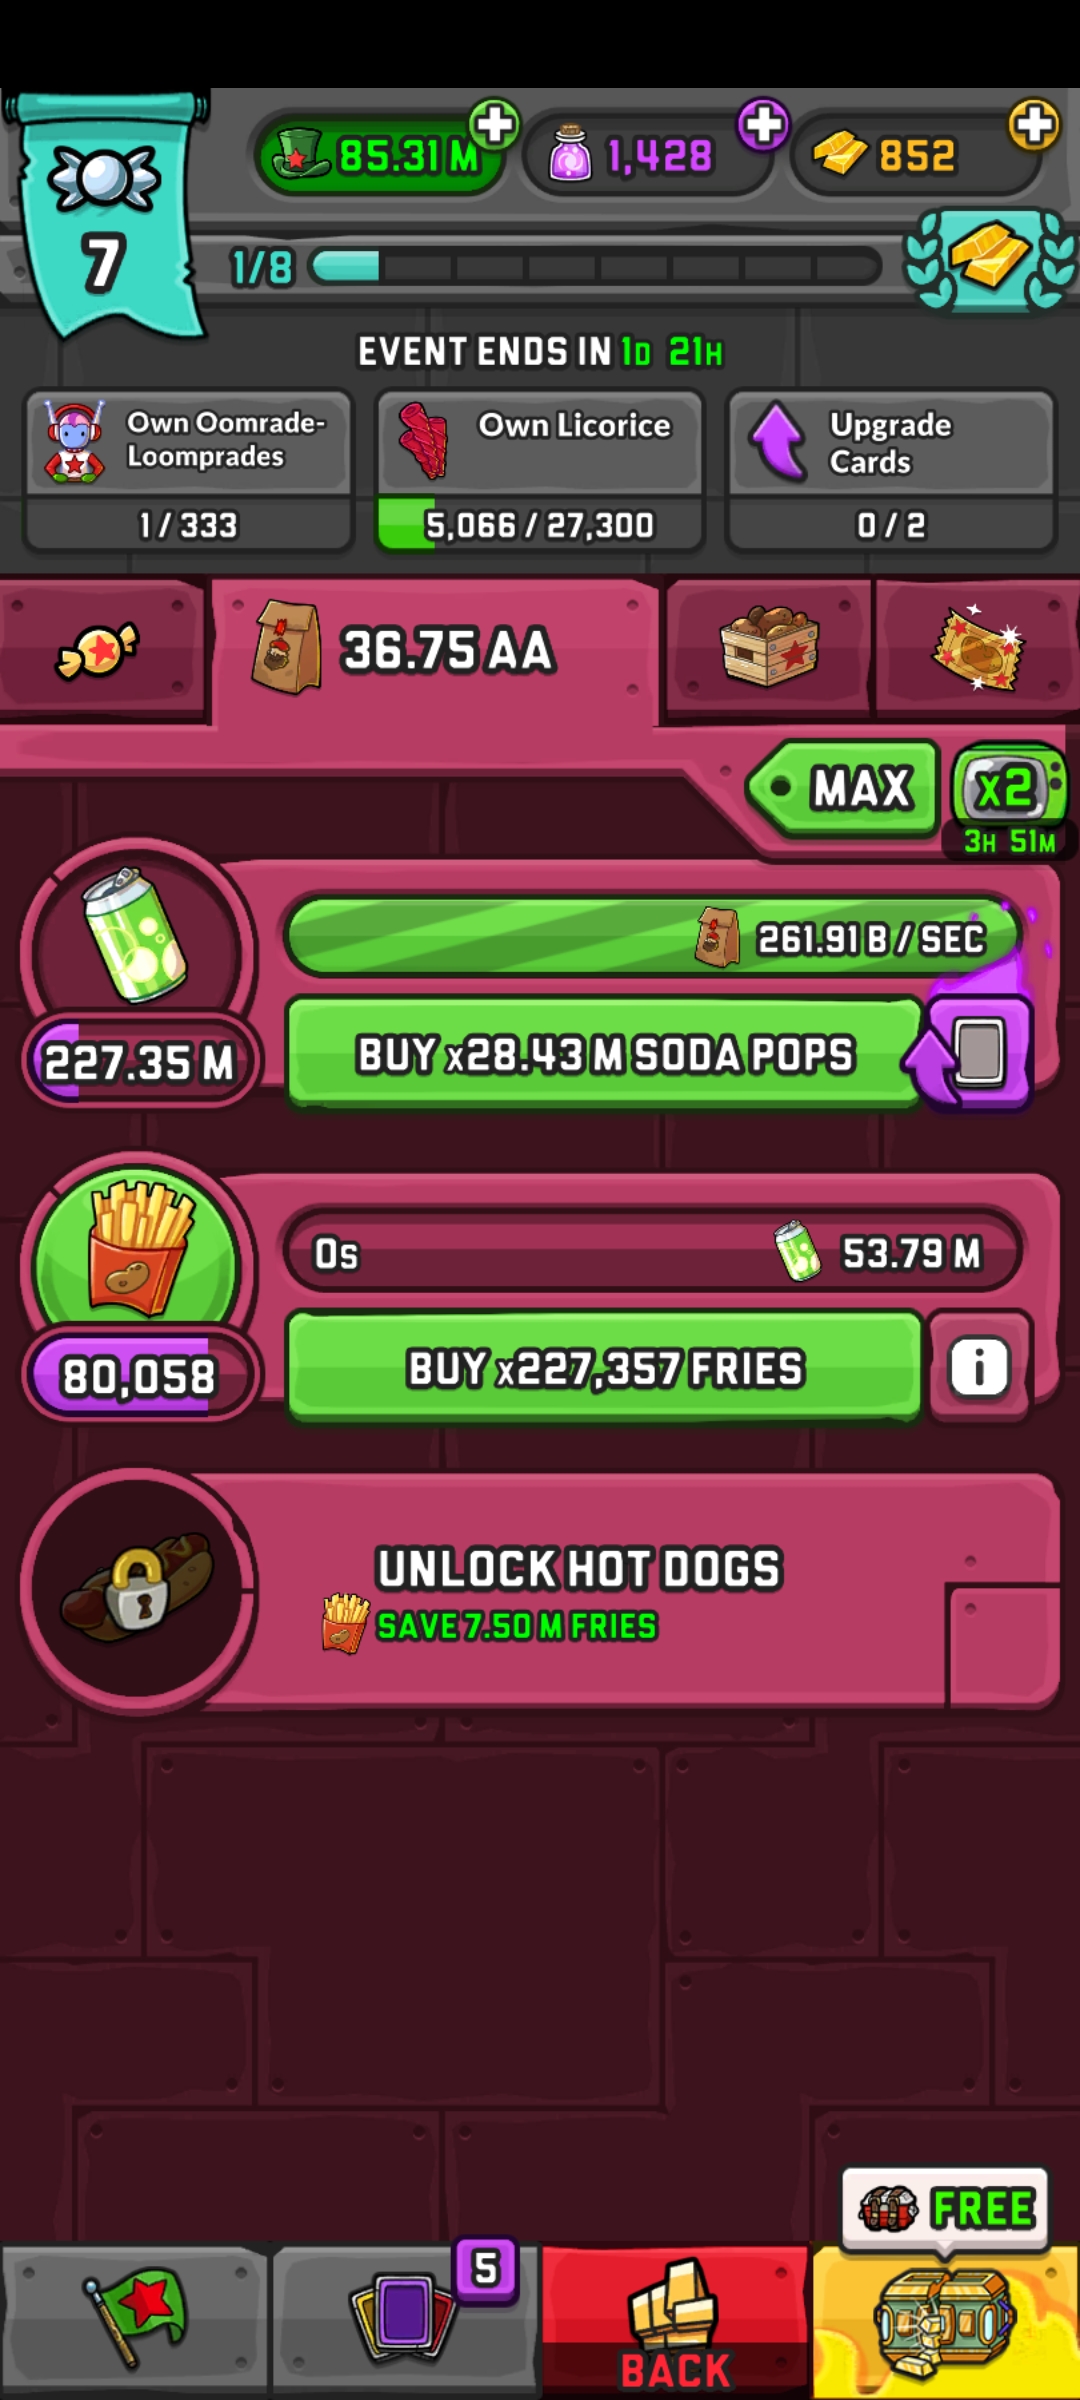 85.31 M
1,428
852
7
1/8
EVENT ENDS IN 1D 21H
Own Oomrade-
Loomprades
1 / 333
Own Licorice
5,066 / 27,300
Upgrade
Cards
0 / 2
36.75 AA
MAX
x2
3H 51M
261.91 B / SEC
227.35 M
BUY x28.43 M SODA POPS
0s
53.79 M
80,058
BUY x227,357 FRIES
i
UNLOCK HOT DOGS
SAVE 7.50 M FRIES
FREE
5
BACK